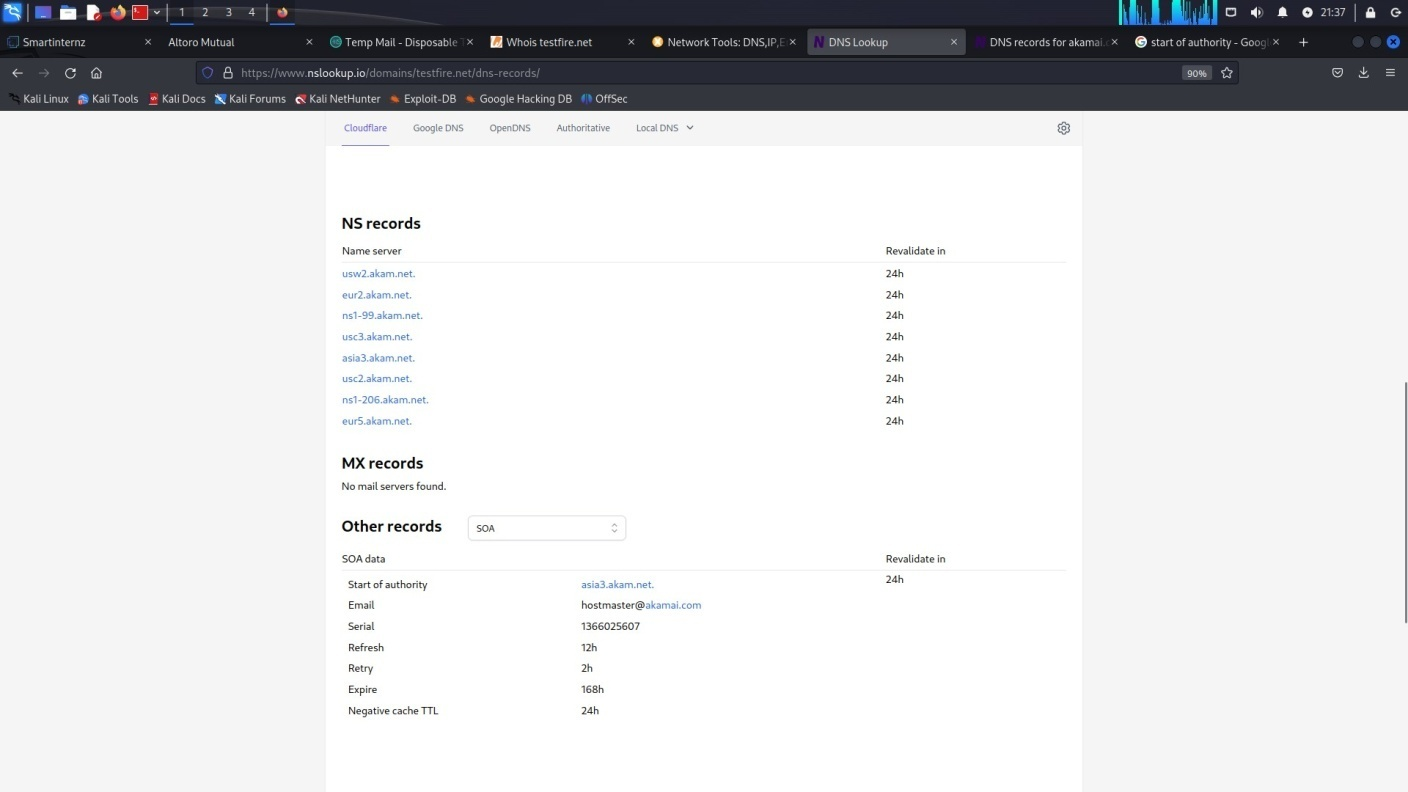 1 2 3 4 21:37
Smartinternz Altoro Mutual Temp Mail - Disposable T Whois testfire.net Network Tools: DNS,IP,E DNS Lookup DNS records for akamai.c start of authority - Googl
https://www.nslookup.io/domains/testfire.net/dns-records/ 90%
Kali Linux Kali Tools Kali Docs Kali Forums Kali NetHunter Exploit-DB Google Hacking DB OffSec
Cloudflare Google DNS OpenDNS Authoritative Local DNS
NS records
Name server Revalidate in
usw2.akam.net. 24h
eur2.akam.net. 24h
ns1-99.akam.net. 24h
usc3.akam.net. 24h
asia3.akam.net. 24h
usc2.akam.net. 24h
ns1-206.akam.net. 24h
eur5.akam.net. 24h
MX records
No mail servers found.
Other records SOA
SOA data Revalidate in
Start of authority asia3.akam.net. 24h
Email hostmaster@akamai.com
Serial 1366025607
Refresh 12h
Retry 2h
Expire 168h
Negative cache TTL 24h